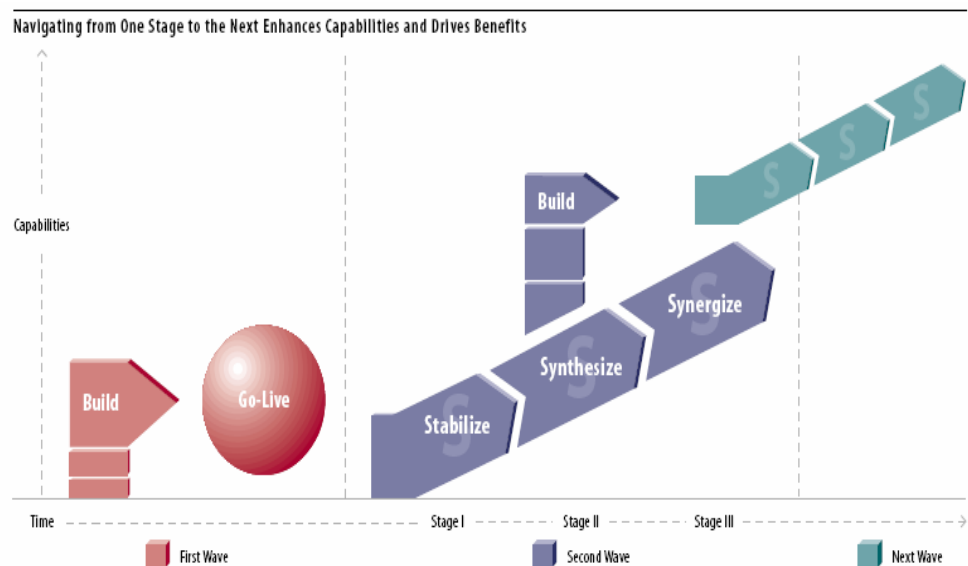 Navigating from One Stage to the Next Enhances Capabilities and Drives Benefits
S
S
S
Build
Capabilities
S
Synergize
S
Synthesize
Build
Go-Live
S
Stabilize
Time
Stage I
Stage II
Stage III
First Wave
Second Wave
Next Wave